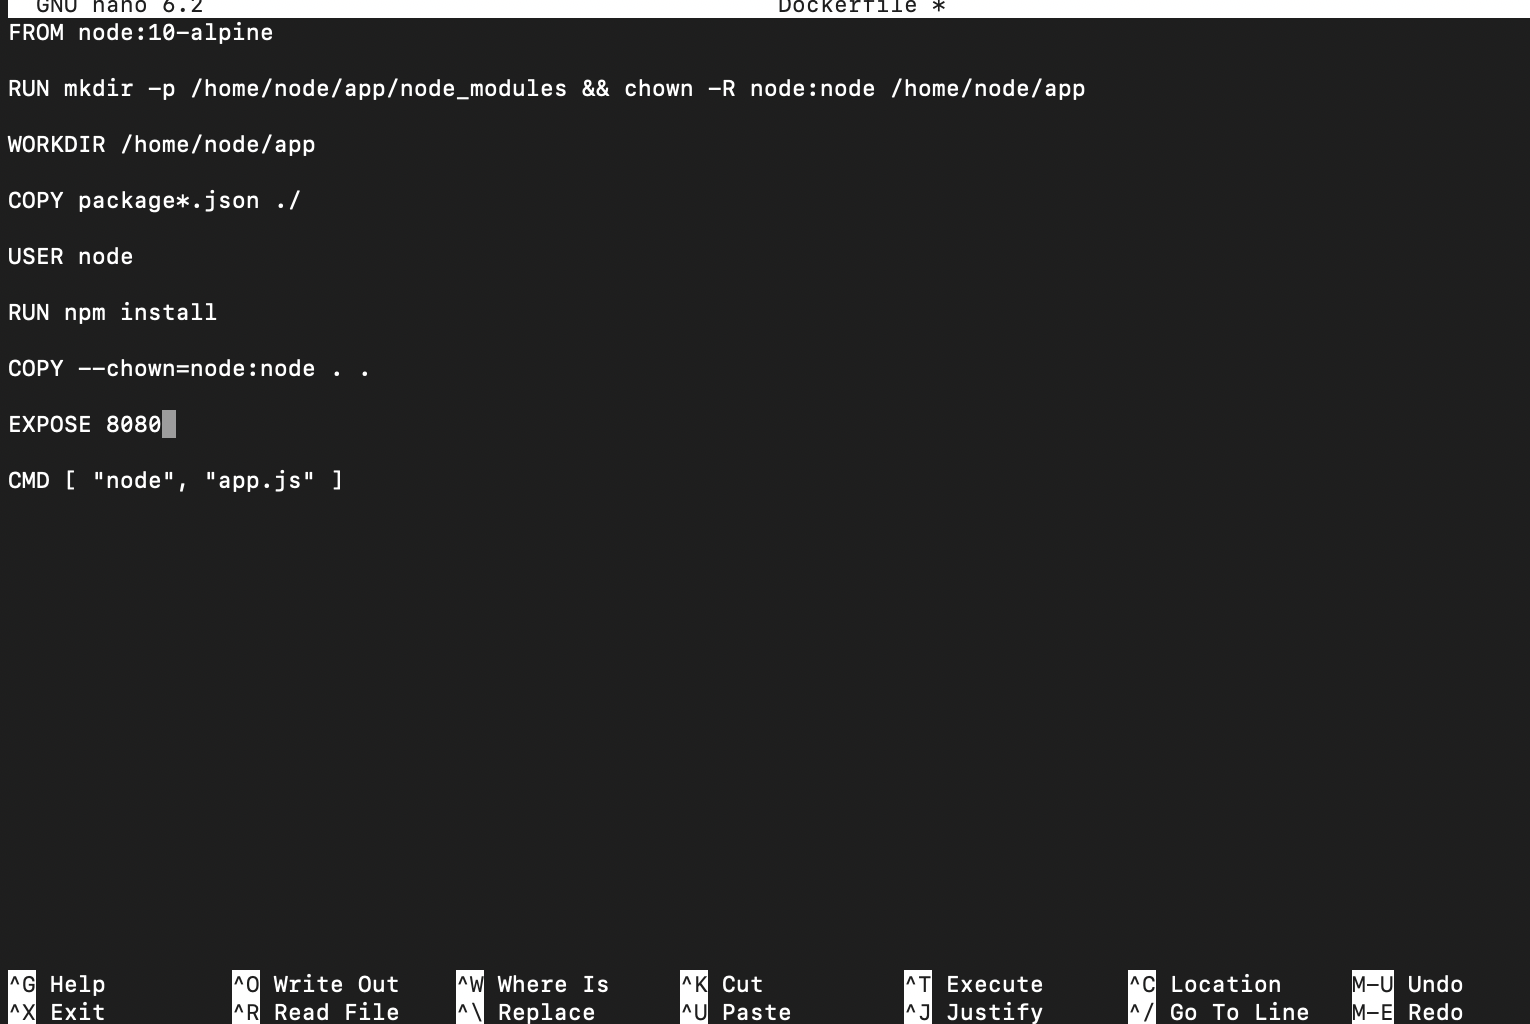 GNU nano 6.2 Dockerfile *
FROM node:10-alpine
RUN mkdir -p /home/node/app/node_modules && chown -R node:node /home/node/app
WORKDIR /home/node/app
COPY package*.json ./
USER node
RUN npm install
COPY --chown=node:node . .
EXPOSE 8080
CMD [ "node", "app.js" ]
^G Help ^O Write Out ^W Where Is ^K Cut ^T Execute ^C Location M-U Undo
^X Exit ^R Read File ^\ Replace ^U Paste ^J Justify ^/ Go To Line M-E Redo